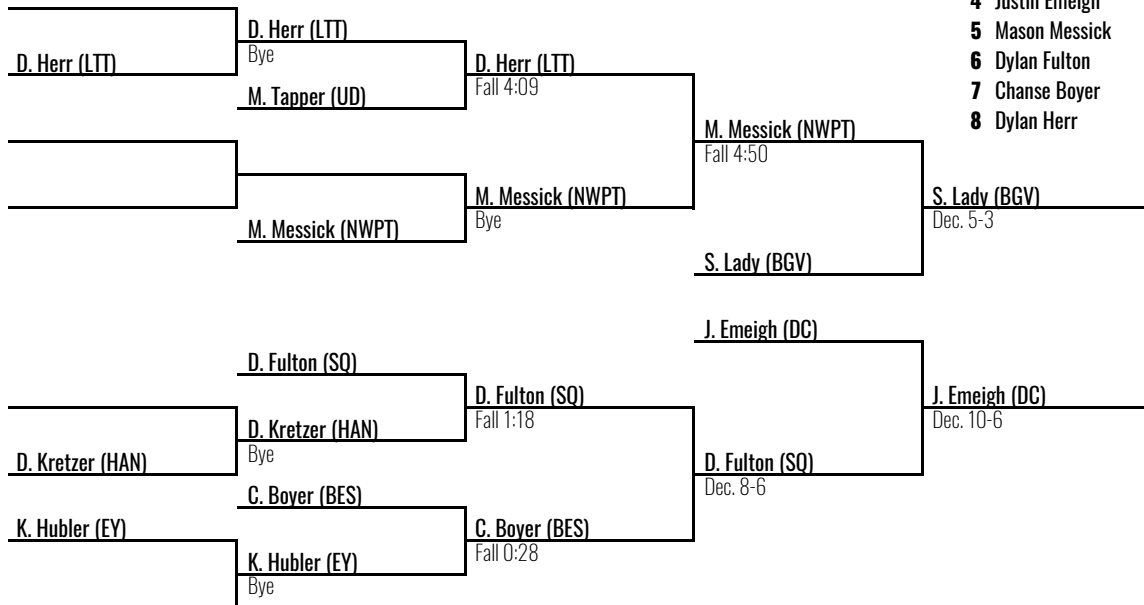 4 Justin Emeigh
D. Herr (LTT)
5 Mason Messick
Bye
D. Herr (LTT)
D. Herr (LTT)
6 Dylan Fulton
Fall 4:09
M. Tapper (UD)
7 Chanse Boyer
8 Dylan Herr
M. Messick (NWPT)
Fall 4:50
M. Messick (NWPT)
S. Lady (BGV)
Bye
Dec. 5-3
M. Messick (NWPT)
S. Lady (BGV)
J. Emeigh (DC)
D. Fulton (SQ)
D. Fulton (SQ)
J. Emeigh (DC)
Fall 1:18
Dec. 10-6
D. Kretzer (HAN)
Bye
D. Kretzer (HAN)
D. Fulton (SQ)
Dec. 8-6
C. Boyer (BES)
K. Hubler (EY)
C. Boyer (BES)
Fall 0:28
K. Hubler (EY)
Bye